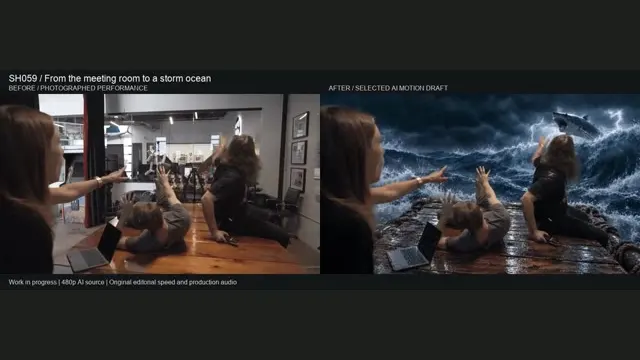 SH059 / From the meeting room to a storm ocean
BEFORE / PHOTOGRAPHED PERFORMANCE
AFTER / SELECTED AI MOTION DRAFT
Work in progress | 480p AI source | Original editorial speed and production audio